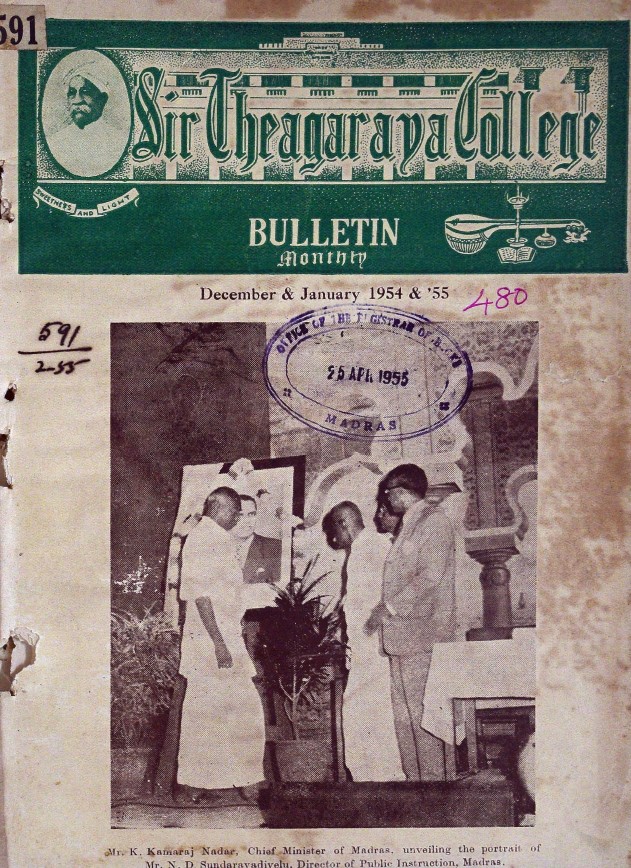 591
Sir Theagaraya College
SWEETNESS AND LIGHT
BULLETIN
Monthly
December & January 1954 & '55
480
591
2-55
OFFICE OF THE REGISTRAR OF BOOKS
25 APR 1955
MADRAS
Mr. K. Kamaraj Nadar, Chief Minister of Madras, unveiling the portrait of
Mr. N. D. Sundaravadivelu, Director of Public Instruction, Madras.